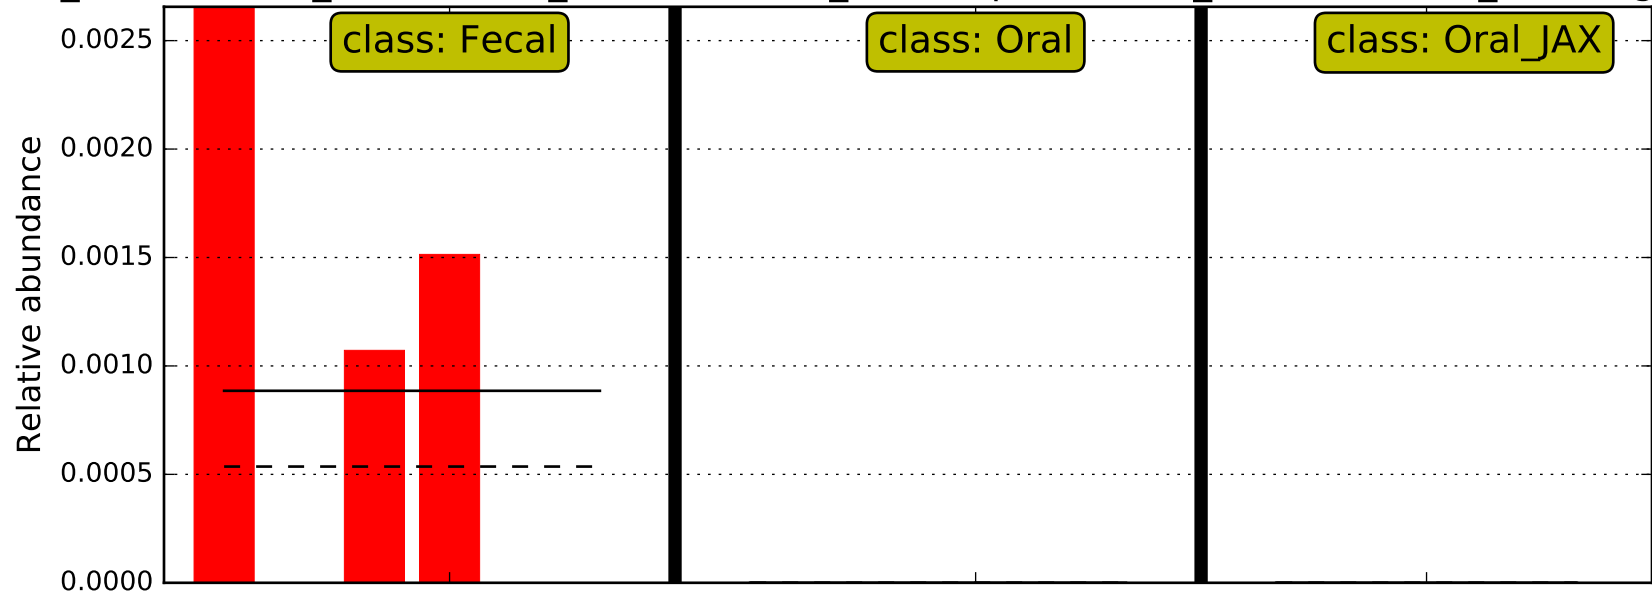 class: Fecal
class: Oral
class: Oral_JAX
0.0025
0.0020
0.0015
0.0010
0.0005
0.0000
Relative abundance